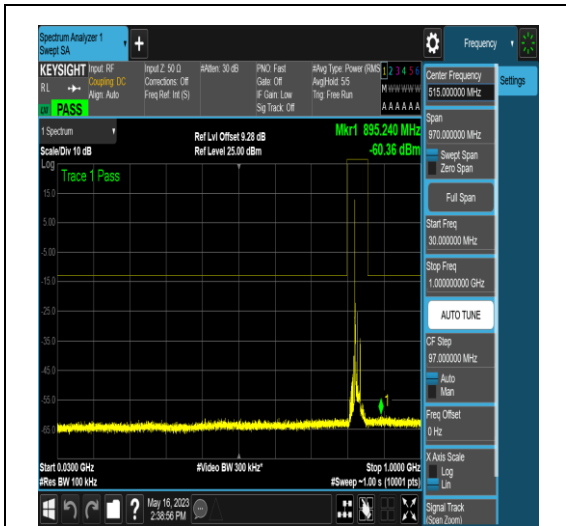 Spectrum Analyzer 1
Swept SA
+
Frequency
KEYSIGHT
RL
PASS
Input: RF
Coupling: DC
Align: Auto
Input Z: 50 Ω
Corrections: Off
Freq Ref: Int (S)
#Atten: 30 dB
PNO: Fast
Gate: Off
IF Gain: Low
Sig Track: Off
#Avg Type: Power (RMS
Avg|Hold: 5/5
Trig: Free Run
1 2 3 4 5 6
M W W W W W
A A A A A A
Center Frequency
515.000000 MHz
Settings
Span
970.000000 MHz
Swept Span
Zero Span
Full Span
Start Freq
30.000000 MHz
Stop Freq
1.000000000 GHz
AUTO TUNE
CF Step
97.000000 MHz
Auto
Man
Freq Offset
0 Hz
X Axis Scale
Log
Lin
Signal Track
(Span Zoom)
1 Spectrum
Scale/Div 10 dB
Ref Lvl Offset 9.28 dB
Ref Level 25.00 dBm
Mkr1 895.240 MHz
-60.36 dBm
Log
Trace 1 Pass
15.0
5.00
-5.00
-15.0
-25.0
-35.0
-45.0
-55.0
-65.0
1
Start 0.0300 GHz
#Res BW 100 kHz
#Video BW 300 kHz*
Stop 1.0000 GHz
#Sweep ~1.00 s (10001 pts)
?
May 16, 2023
2:38:56 PM